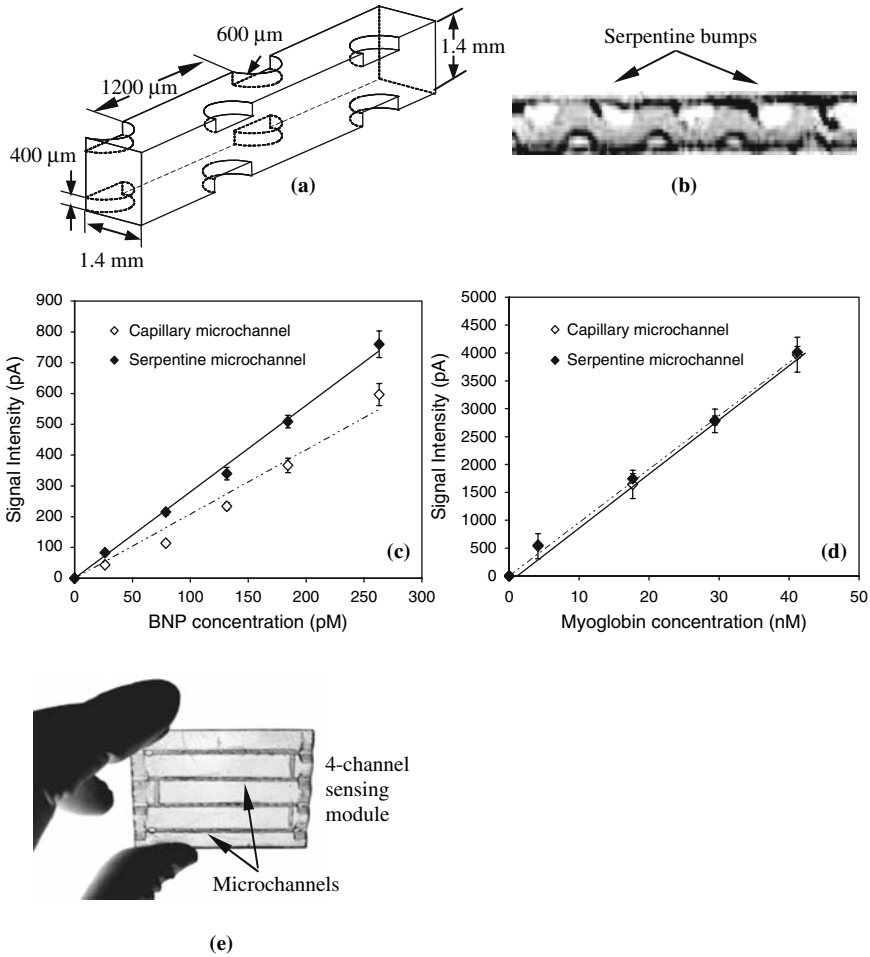 600 μm
1200 μm
1.4 mm
400 μm
1.4 mm
(a)
Serpentine bumps
(b)
Signal Intensity (pA)
900
800
700
600
500
400
300
200
100
0
◇ Capillary microchannel
◆ Serpentine microchannel
(c)
0 50 100 150 200 250 300
BNP concentration (pM)
Signal Intensity (pA)
5000
4500
4000
3500
3000
2500
2000
1500
1000
500
0
◇ Capillary microchannel
◆ Serpentine microchannel
(d)
0 10 20 30 40 50
Myoglobin concentration (nM)
4-channel
sensing
module
Microchannels
(e)